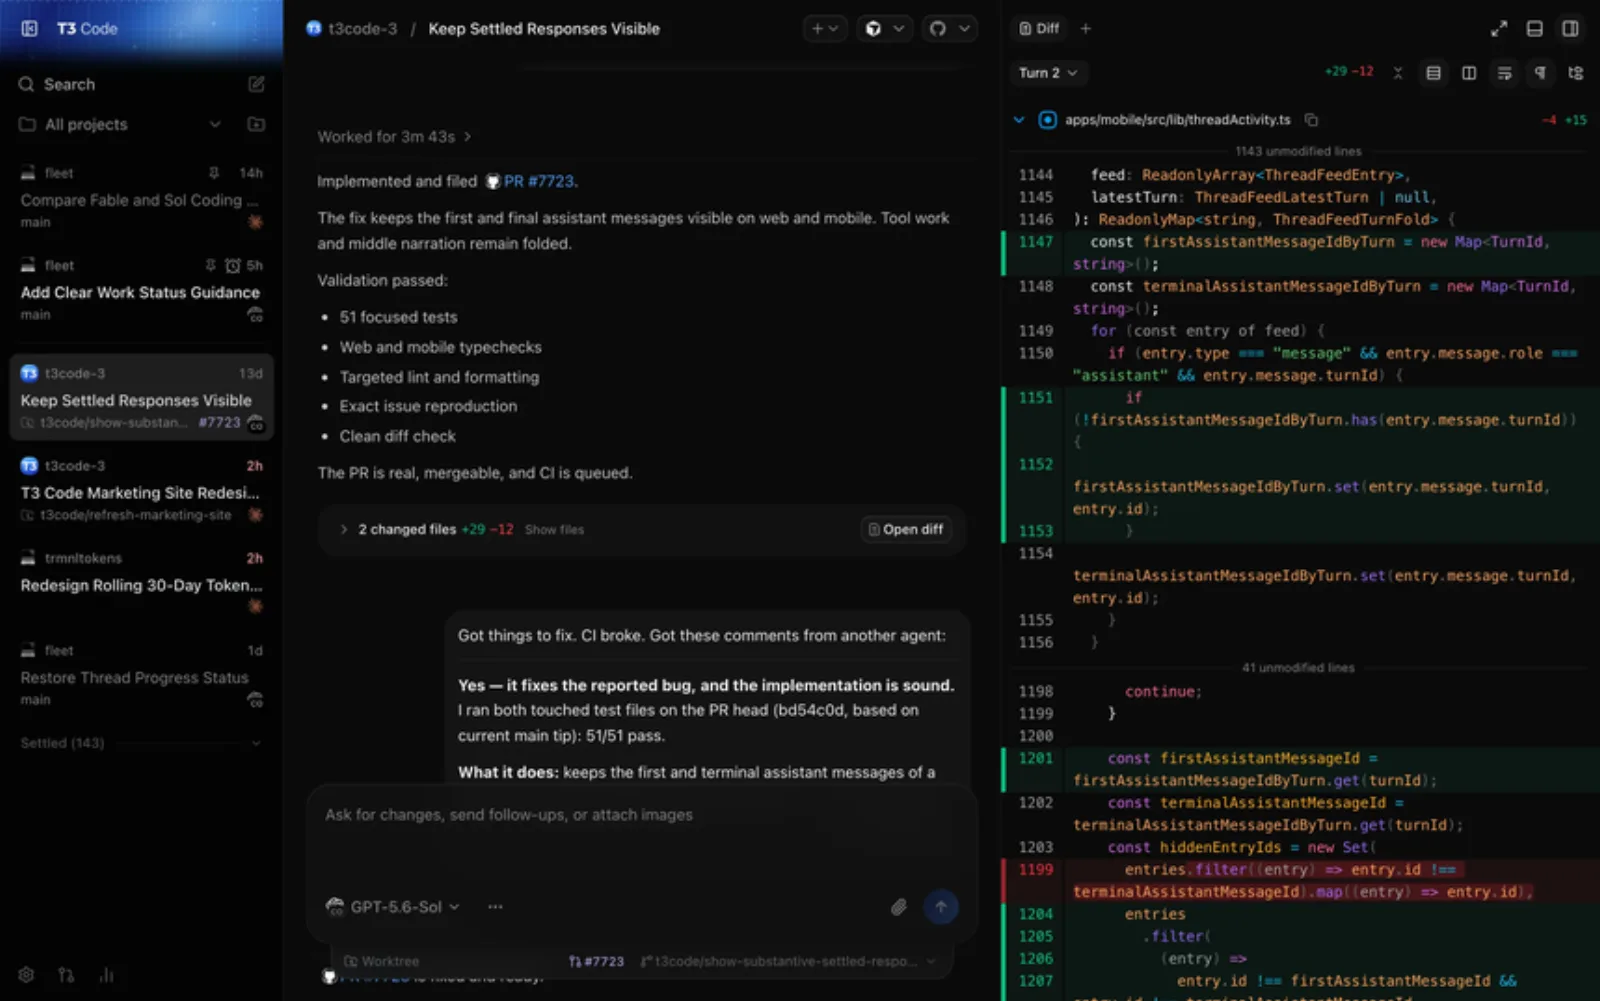 T3 Code
Search
All projects
fleet 14h
Compare Fable and Sol Coding ...
main
fleet 5h
Add Clear Work Status Guidance
main
t3code-3 13d
Keep Settled Responses Visible
t3code/show-substan... #7723
t3code-3 2h
T3 Code Marketing Site Redesi...
t3code/refresh-marketing-site
trmnltokens 2h
Redesign Rolling 30-Day Token...
fleet 1d
Restore Thread Progress Status
main
Settled (143)
t3code-3 / Keep Settled Responses Visible
Worked for 3m 43s >
Implemented and filed PR #7723.
The fix keeps the first and final assistant messages visible on web and mobile. Tool work
and middle narration remain folded.
Validation passed:
• 51 focused tests
• Web and mobile typechecks
• Targeted lint and formatting
• Exact issue reproduction
• Clean diff check
The PR is real, mergeable, and CI is queued.
2 changed files +29 −12 Show files Open diff
Got things to fix. CI broke. Got these comments from another agent:
Yes — it fixes the reported bug, and the implementation is sound.
I ran both touched test files on the PR head (bd54c0d, based on
current main tip): 51/51 pass.
What it does: keeps the first and terminal assistant messages of a
Ask for changes, send follow-ups, or attach images
GPT-5.6-Sol ...
Worktree #7723 t3code/show-substantive-settled-respo...
Diff +
Turn 2 +29 −12
apps/mobile/src/lib/threadActivity.ts −4 +15
1143 unmodified lines
1144 feed: ReadonlyArray<ThreadFeedEntry>,
1145 latestTurn: ThreadFeedLatestTurn | null,
1146 ): ReadonlyMap<string, ThreadFeedTurnFold> {
1147 const firstAssistantMessageIdByTurn = new Map<TurnId,
string>();
1148 const terminalAssistantMessageIdByTurn = new Map<TurnId,
string>();
1149 for (const entry of feed) {
1150 if (entry.type === "message" && entry.message.role ===
"assistant" && entry.message.turnId) {
1151 if
(!firstAssistantMessageIdByTurn.has(entry.message.turnId))
{
1152
firstAssistantMessageIdByTurn.set(entry.message.turnId,
entry.id);
1153 }
1154
terminalAssistantMessageIdByTurn.set(entry.message.turnId,
entry.id);
1155 }
1156 }
41 unmodified lines
1198 continue;
1199 }
1200
1201 const firstAssistantMessageId =
firstAssistantMessageIdByTurn.get(turnId);
1202 const terminalAssistantMessageId =
terminalAssistantMessageIdByTurn.get(turnId);
1203 const hiddenEntryIds = new Set(
1199 entries.filter((entry) => entry.id !==
terminalAssistantMessageId).map((entry) => entry.id),
1204 entries
1205 .filter(
1206 (entry) =>
1207 entry.id !== firstAssistantMessageId &&